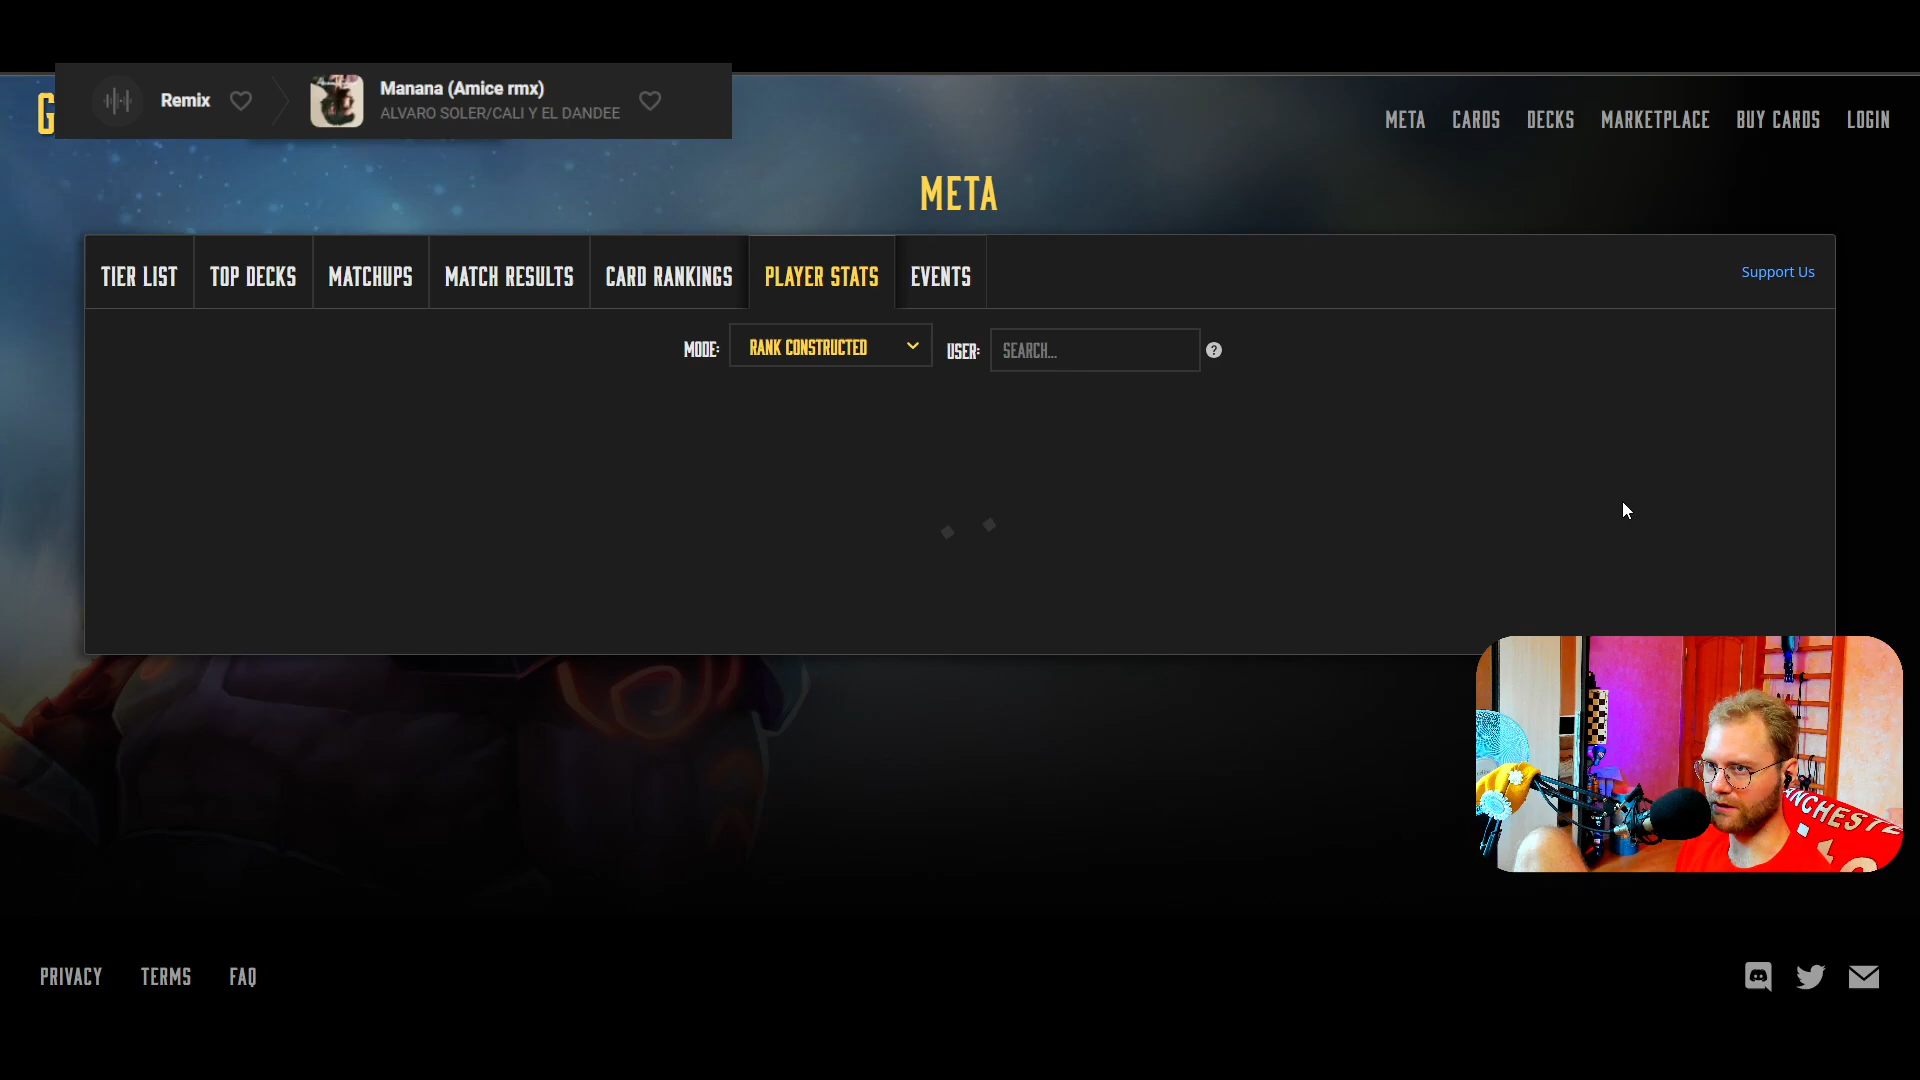 Remix
Manana (Amice rmx)
ALVARO SOLER/CALI Y EL DANDEE
G
META CARDS DECKS MARKETPLACE BUY CARDS LOGIN
META
TIER LIST TOP DECKS MATCHUPS MATCH RESULTS CARD RANKINGS PLAYER STATS EVENTS
Support Us
MODE: RANK CONSTRUCTED USER: SEARCH... ?
ANCHESTE
PRIVACY TERMS FAQ